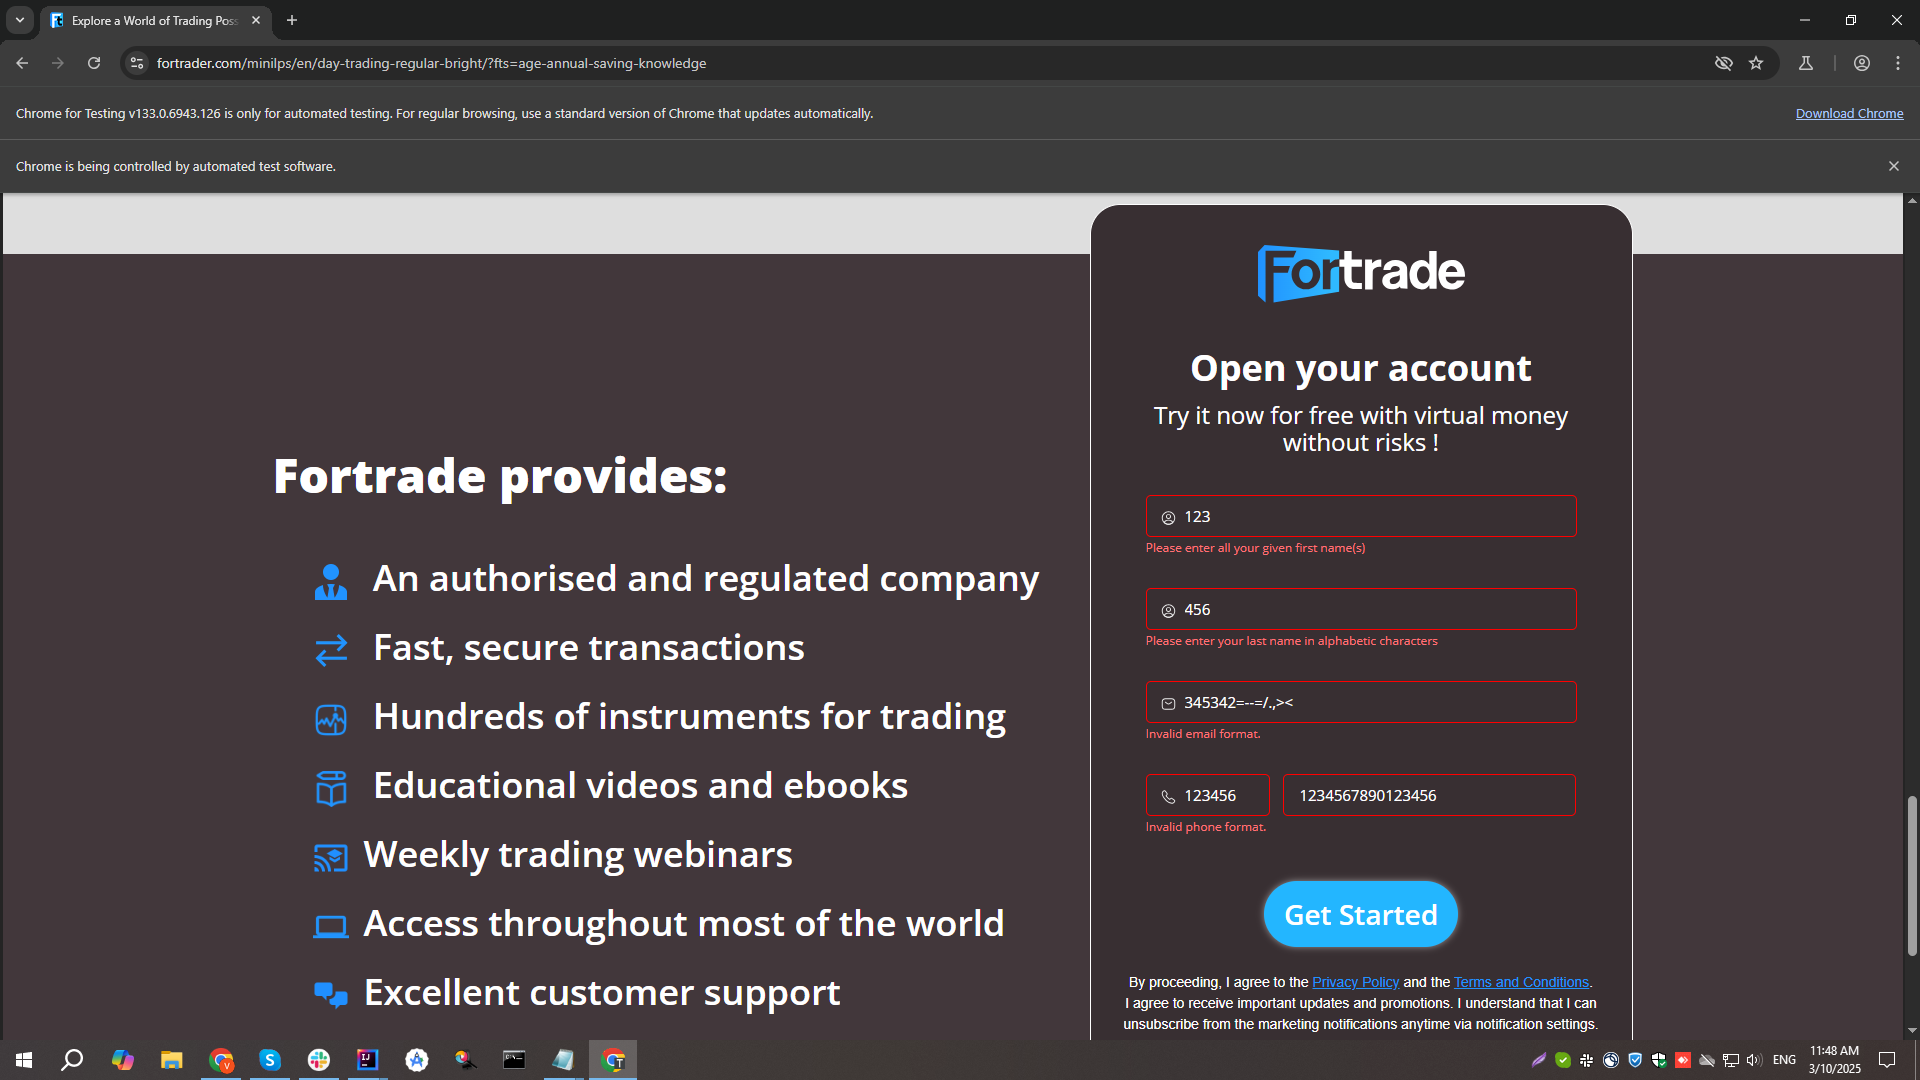 Explore a World of Trading Poss
fortrader.com/minilps/en/day-trading-regular-bright/?fts=age-annual-saving-knowledge
Chrome for Testing v133.0.6943.126 is only for automated testing. For regular browsing, use a standard version of Chrome that updates automatically.
Download Chrome
Chrome is being controlled by automated test software.
Fortrade
Open your account
Try it now for free with virtual money
without risks !
Fortrade provides:
An authorised and regulated company
Fast, secure transactions
Hundreds of instruments for trading
Educational videos and ebooks
Weekly trading webinars
Access throughout most of the world
Excellent customer support
123
Please enter all your given first name(s)
456
Please enter your last name in alphabetic characters
345342=--=/.,><
Invalid email format.
123456
1234567890123456
Invalid phone format.
Get Started
By proceeding, I agree to the Privacy Policy and the Terms and Conditions.
I agree to receive important updates and promotions. I understand that I can
unsubscribe from the marketing notifications anytime via notification settings.
ENG
11:48 AM
3/10/2025